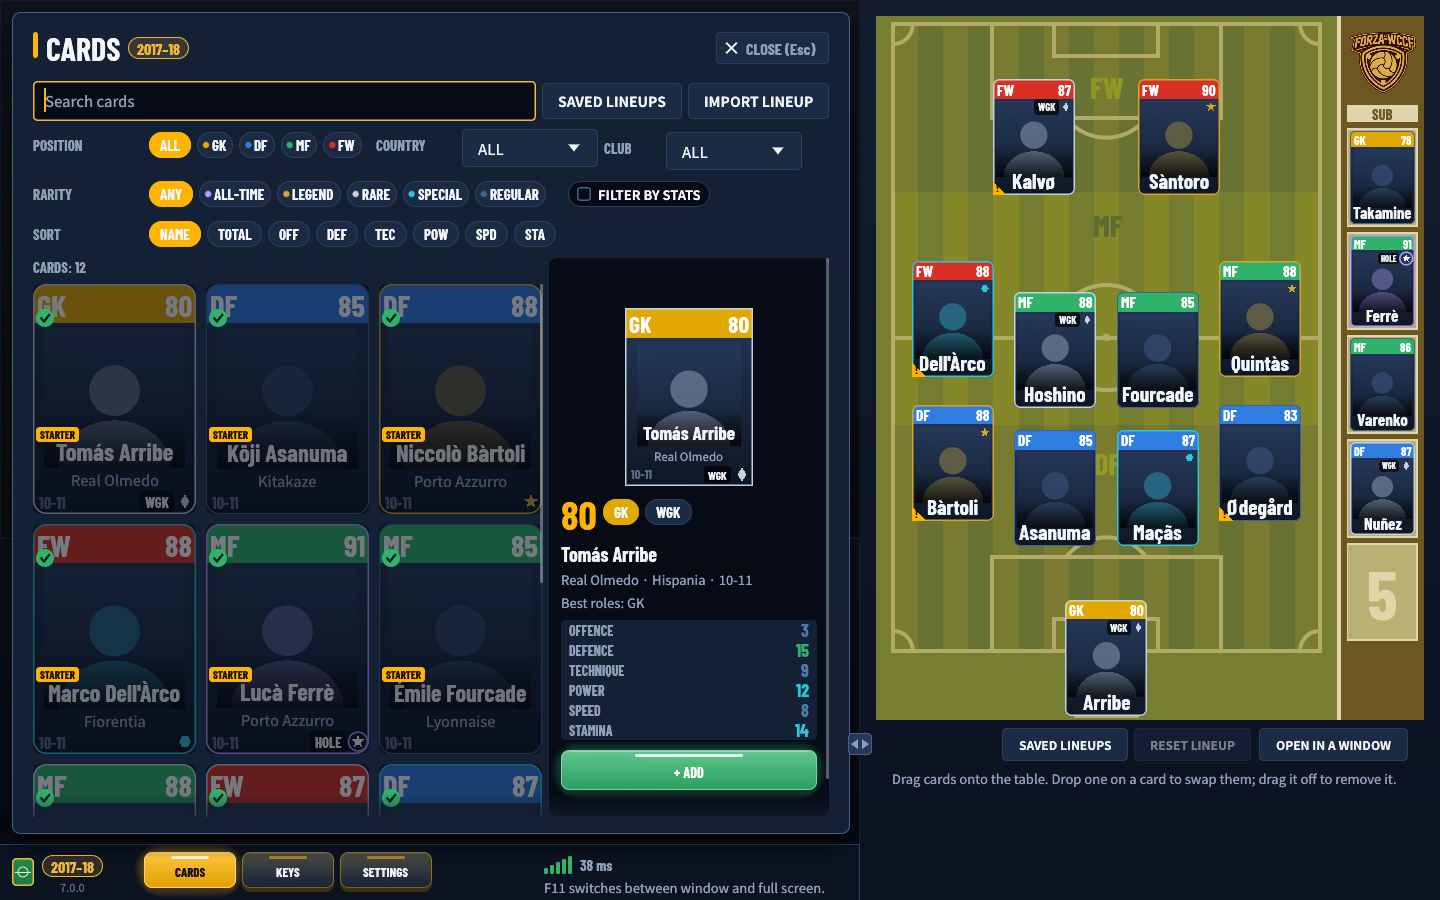 CARDS 2017-18
CLOSE (Esc)
Search cards
SAVED LINEUPS
IMPORT LINEUP
POSITION ALL GK DF MF FW COUNTRY ALL CLUB ALL
RARITY ANY ALL-TIME LEGEND RARE SPECIAL REGULAR FILTER BY STATS
SORT NAME TOTAL OFF DEF TEC POW SPD STA
CARDS: 12
GK 80
STARTER
Tomás Arribe
Real Olmedo
10-11 WGK
DF 85
STARTER
Kōji Asanuma
Kitakaze
10-11
DF 88
STARTER
Niccolò Bàrtoli
Porto Azzurro
10-11
FW 88
STARTER
Marco Dell'Àrco
Fiorentia
10-11
MF 91
STARTER
Lucà Ferrè
Porto Azzurro
10-11 HOLE
MF 85
STARTER
Émile Fourcade
Lyonnaise
10-11
MF 88
FW 87
DF 87
GK 80
Tomás Arribe
Real Olmedo
10-11 WGK
80 GK WGK
Tomás Arribe
Real Olmedo · Hispania · 10-11
Best roles: GK
OFFENCE 3
DEFENCE 15
TECHNIQUE 9
POWER 12
SPEED 8
STAMINA 14
+ ADD
2017-18
7.0.0
CARDS
KEYS
SETTINGS
38 ms
F11 switches between window and full screen.
FW
MF
DF
FW 87
WGK
Kalvø
FW 90
Sàntoro
FW 88
Dell'Àrco
MF 88
WGK
Hoshino
MF 85
Fourcade
MF 88
Quintàs
DF 88
Bàrtoli
DF 85
Asanuma
DF 87
Maçãs
DF 83
Ødegård
GK 80
WGK
Arribe
FORZA-WCCF
SUB
GK 78
Takamine
MF 91
HOLE
Ferrè
MF 86
Varenko
DF 87
WGK
Nuñez
5
SAVED LINEUPS
RESET LINEUP
OPEN IN A WINDOW
Drag cards onto the table. Drop one on a card to swap them; drag it off to remove it.